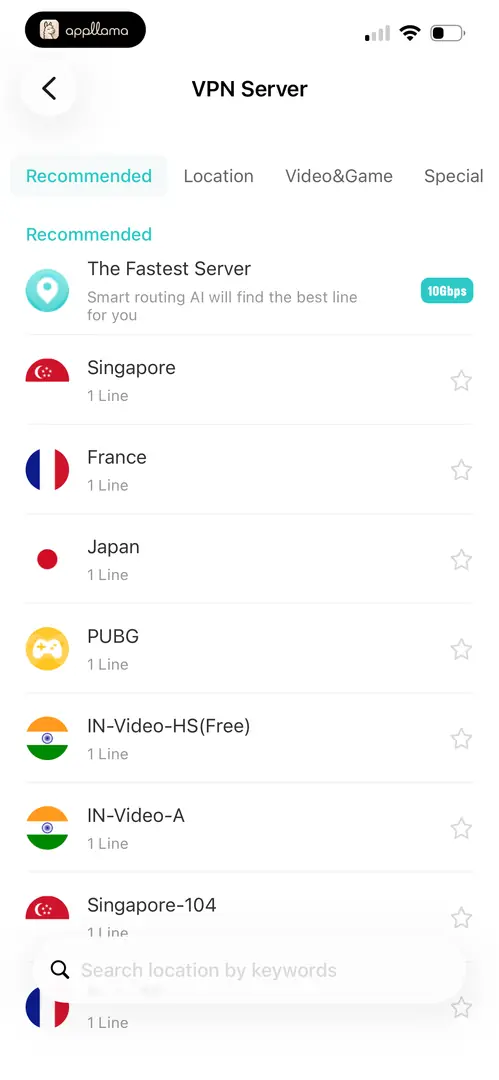 appllama
VPN Server
Recommended
Location
Video&Game
Special
Recommended
The Fastest Server
Smart routing AI will find the best line
for you
10Gbps
Singapore
1 Line
France
1 Line
Japan
1 Line
PUBG
1 Line
IN-Video-HS(Free)
1 Line
IN-Video-A
1 Line
Singapore-104
1 Line
Search location by keywords
1 Line